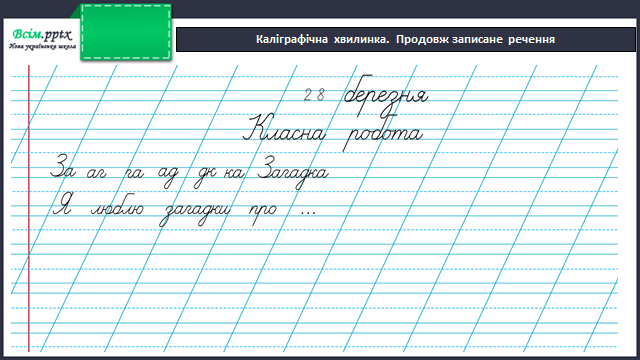 Всім.pptx
Нова українська школа
Каліграфічна хвилинка. Продовж записане речення
28 березня
Класна робота
За аг га ад дк ка Загадка
Я люблю загадки про ...